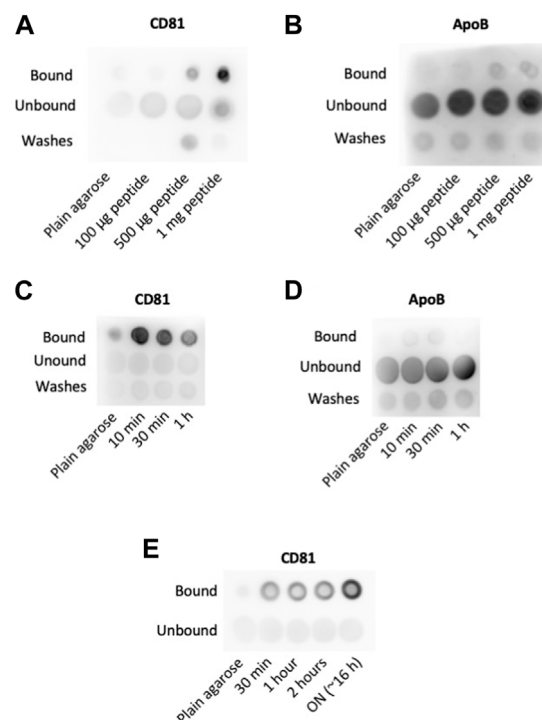 A
CD81
Bound
Unbound
Washes
Plain agarose
100 µg peptide
500 µg peptide
1 mg peptide
B
ApoB
Bound
Unbound
Washes
Plain agarose
100 µg peptide
500 µg peptide
1 mg peptide
C
CD81
Bound
Unound
Washes
Plain agarose
10 min
30 min
1 h
D
ApoB
Bound
Unbound
Washes
Plain agarose
10 min
30 min
1 h
E
CD81
Bound
Unbound
Plain agarose
30 min
1 hour
2 hours
ON (~16 h)